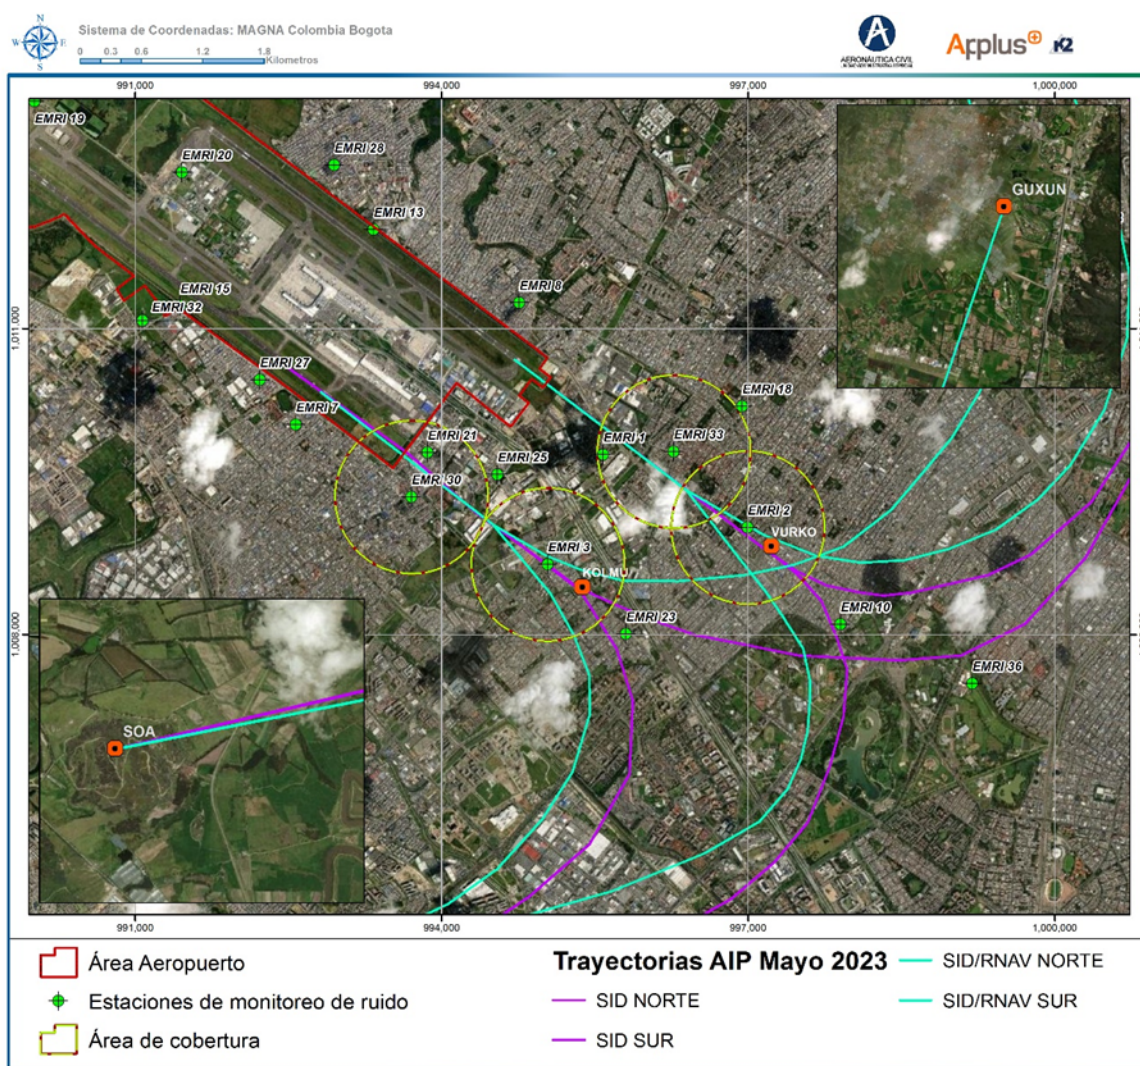 N
W E
S
Sistema de Coordenadas: MAGNA Colombia Bogota
0 0.3 0.6 1.2 1.8
Kilometros
AERONÁUTICA CIVIL
Applus+ K2
991,000 994,000 997,000 1,000,000
EMRI 19
EMRI 20
EMRI 28
EMRI 13
GUXUN
EMRI 15
EMRI 32
EMRI 8
1,011,000
EMRI 27
EMRI 7
EMRI 18
EMRI 21
EMRI 1
EMRI 33
EMRI 25
EMRI 30
EMRI 2
VURKO
EMRI 3
KOLMU
EMRI 23
EMRI 10
1,008,000
EMRI 36
SOA
991,000 994,000 997,000 1,000,000
Área Aeropuerto
Estaciones de monitoreo de ruido
Área de cobertura
Trayectorias AIP Mayo 2023
SID NORTE
SID SUR
SID/RNAV NORTE
SID/RNAV SUR